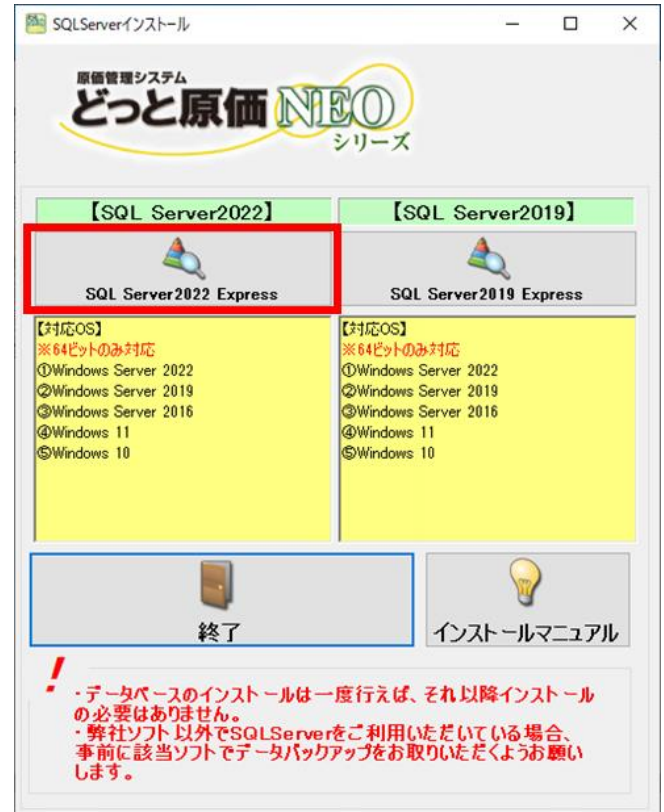 SQLServerインストール
原価管理システム
どっと原価NEO
シリーズ
【SQL Server2022】
【SQL Server2019】
SQL Server2022 Express
SQL Server2019 Express
【対応OS】
※64ビットのみ対応
①Windows Server 2022
②Windows Server 2019
③Windows Server 2016
④Windows 11
⑤Windows 10
【対応OS】
※64ビットのみ対応
①Windows Server 2022
②Windows Server 2019
③Windows Server 2016
④Windows 11
⑤Windows 10
終了
インストールマニュアル
!
・データベースのインストールは一度行えば、それ以降インストール
の必要はありません。
・弊社ソフト以外でSQLServerをご利用いただいている場合、
事前に該当ソフトでデータバックアップをお取りいただくようお願い
します。